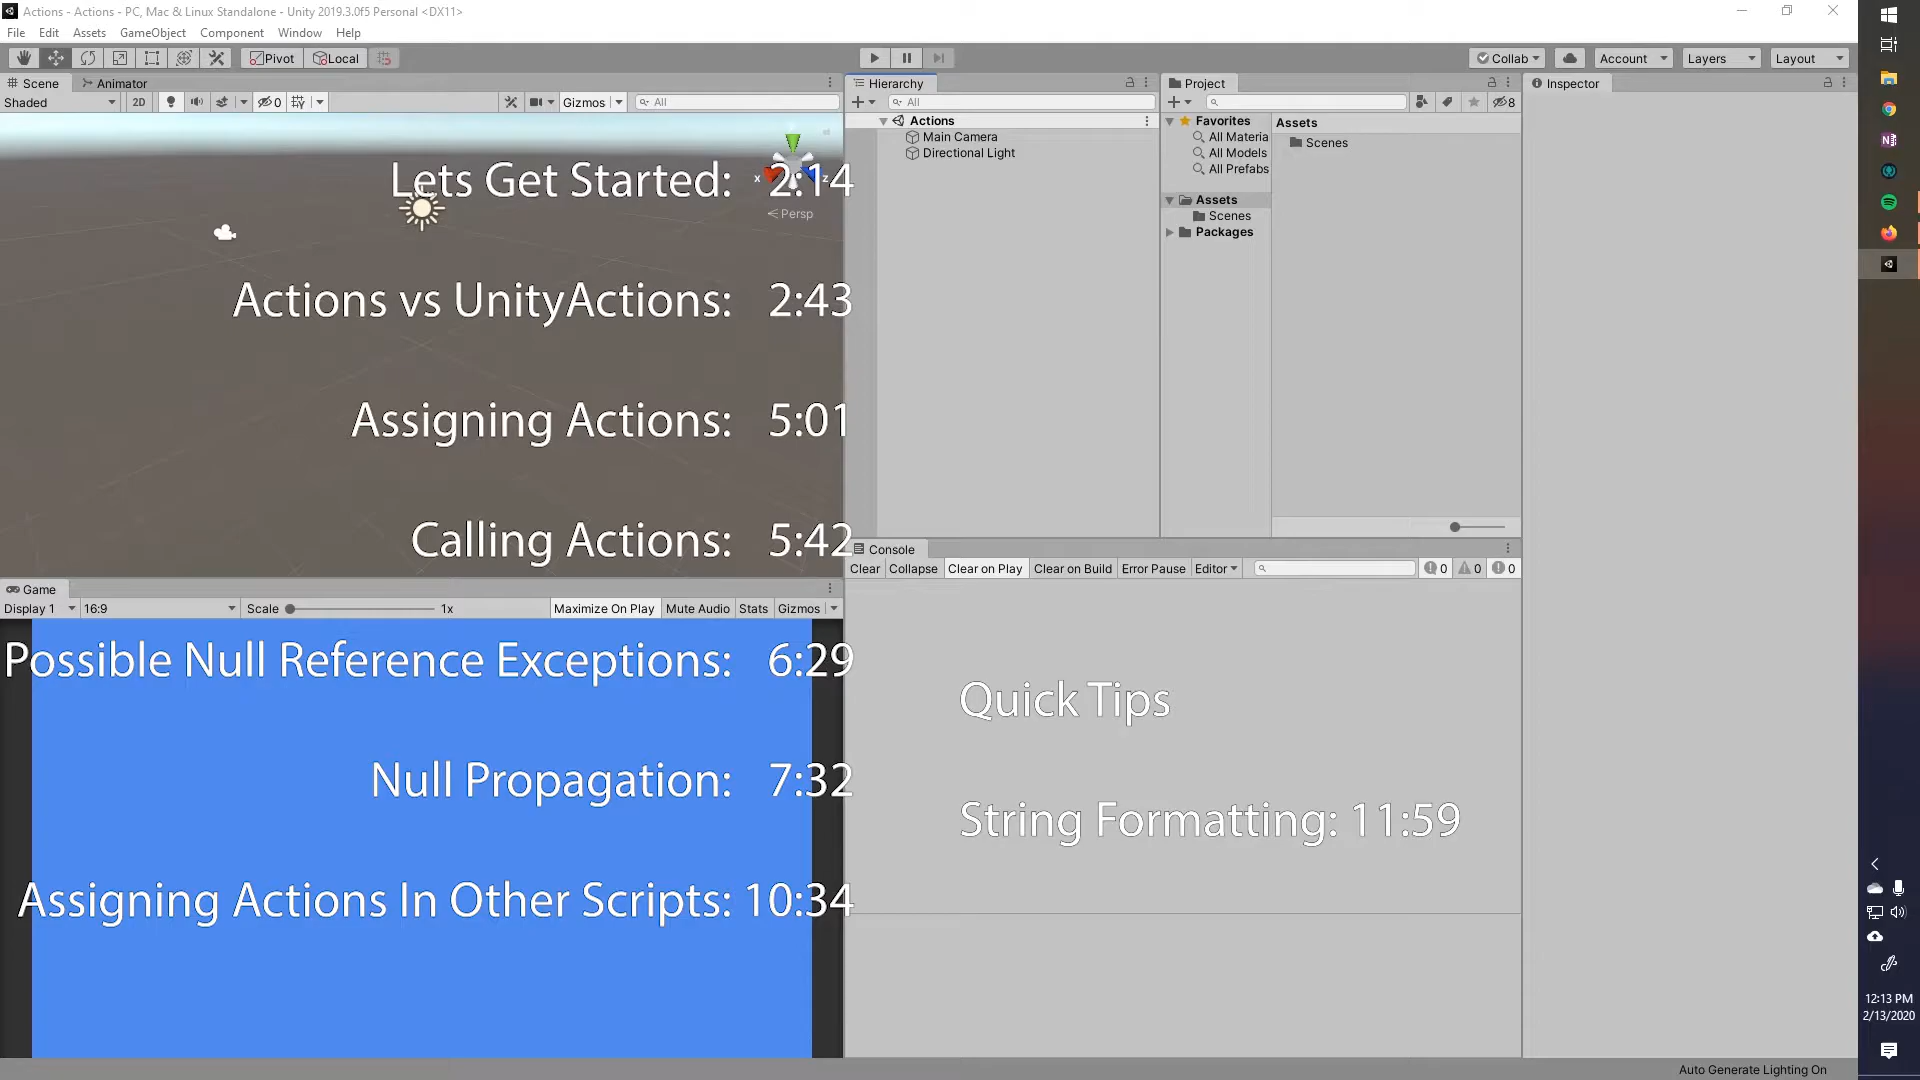 Actions - Actions - PC, Mac & Linux Standalone - Unity 2019.3.0f5 Personal <DX11>
File Edit Assets GameObject Component Window Help
Pivot Local Collab Account Layers Layout
Scene Animator
Shaded 2D 0 Gizmos All
Hierarchy
All
Actions
Main Camera
Directional Light
Project
8
Favorites
All Materia
All Models
All Prefabs
Assets
Scenes
Packages
Assets
Scenes
Inspector
x z
Persp
Lets Get Started: 2:14
Actions vs UnityActions: 2:43
Assigning Actions: 5:01
Calling Actions: 5:42
Game
Display 1 16:9 Scale 1x Maximize On Play Mute Audio Stats Gizmos
Possible Null Reference Exceptions: 6:29
Null Propagation: 7:32
Assigning Actions In Other Scripts: 10:34
Console
Clear Collapse Clear on Play Clear on Build Error Pause Editor 0 0 0
Quick Tips
String Formatting: 11:59
12:13 PM
2/13/2020
Auto Generate Lighting On